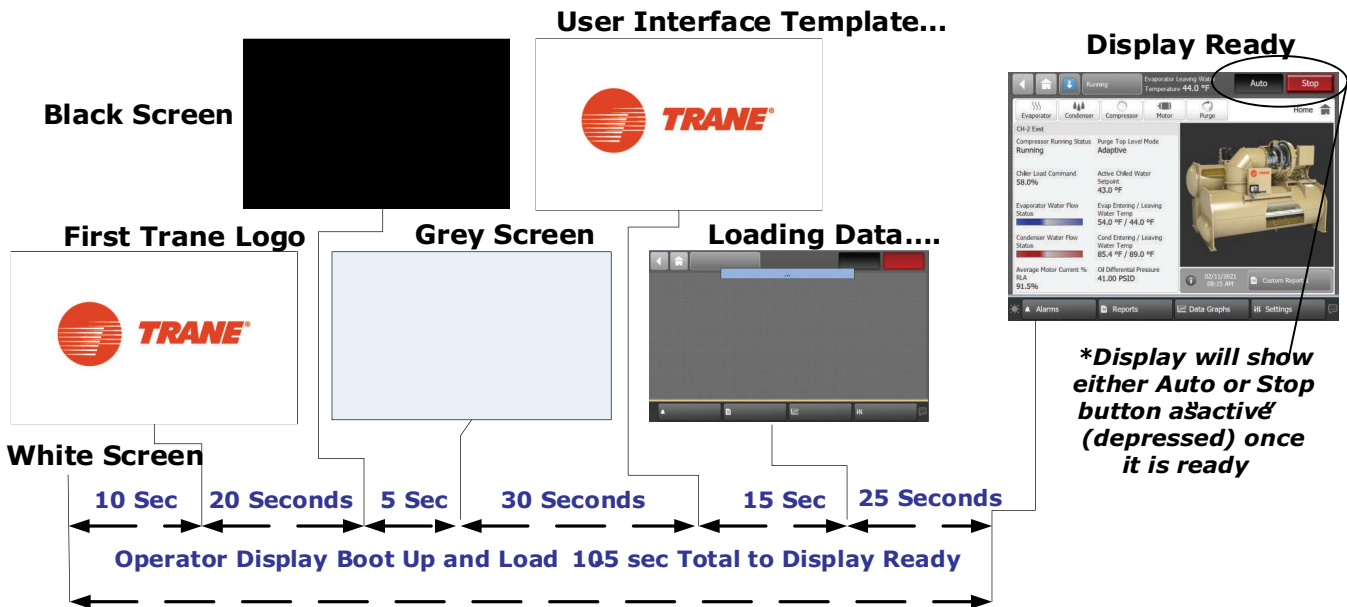 User Interface Template...
Black Screen
TRANE®
Display Ready
Running
Evaporator Leaving Water
Temperature 44.0 °F
Auto
Stop
Evaporator
Condenser
Compressor
Motor
Purge
Home
CH-2 East
Compressor Running Status
Running
Purge Top Level Mode
Adaptive
Chiller Load Command
58.0%
Active Chilled Water
Setpoint
43.0 °F
Evaporator Water Flow
Status
Evap Entering / Leaving
Water Temp
54.0 °F / 44.0 °F
Condenser Water Flow
Status
Cond Entering / Leaving
Water Temp
85.4 °F / 89.0 °F
Average Motor Current %
RLA
91.5%
Oil Differential Pressure
41.00 PSID
02/11/2021
08:15 AM
Custom Report
Alarms
Reports
Data Graphs
Settings
First Trane Logo
TRANE®
Grey Screen
Loading Data....
...
*Display will show
either Auto or Stop
button as “active”
(depressed) once
it is ready
White Screen
10 Sec
20 Seconds
5 Sec
30 Seconds
15 Sec
25 Seconds
Operator Display Boot Up and Load - 105 sec Total to Display Ready